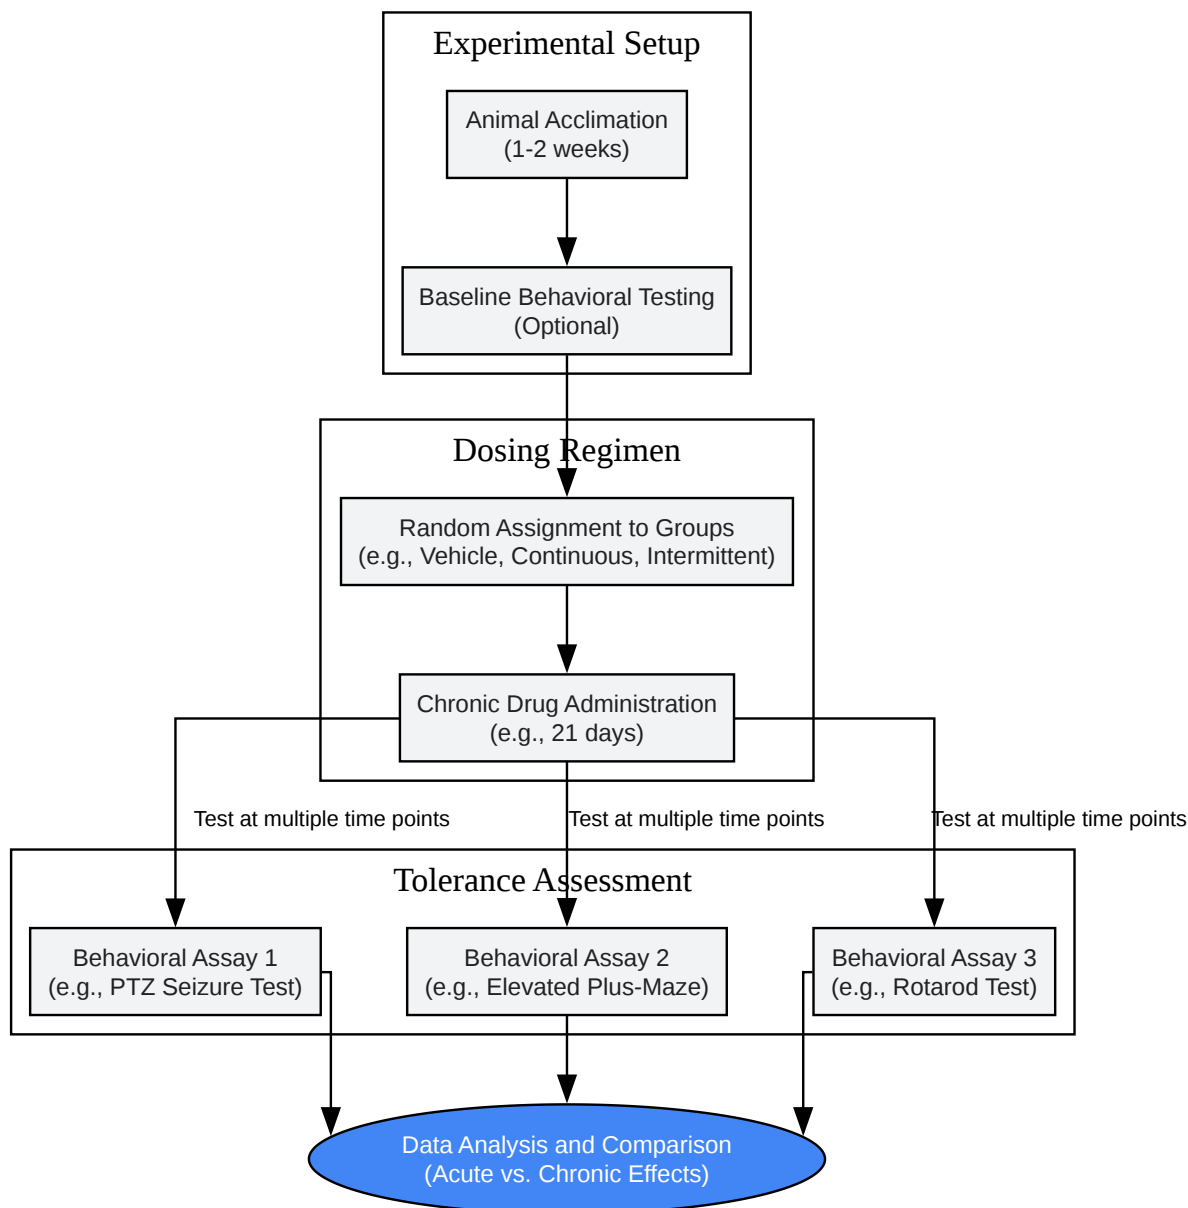 Experimental Setup
Animal Acclimation
(1-2 weeks)
Baseline Behavioral Testing
(Optional)
Dosing Regimen
Random Assignment to Groups
(e.g., Vehicle, Continuous, Intermittent)
Chronic Drug Administration
(e.g., 21 days)
Test at multiple time points
Test at multiple time points
Test at multiple time points
Tolerance Assessment
Behavioral Assay 1
(e.g., PTZ Seizure Test)
Behavioral Assay 2
(e.g., Elevated Plus-Maze)
Behavioral Assay 3
(e.g., Rotarod Test)
Data Analysis and Comparison
(Acute vs. Chronic Effects)